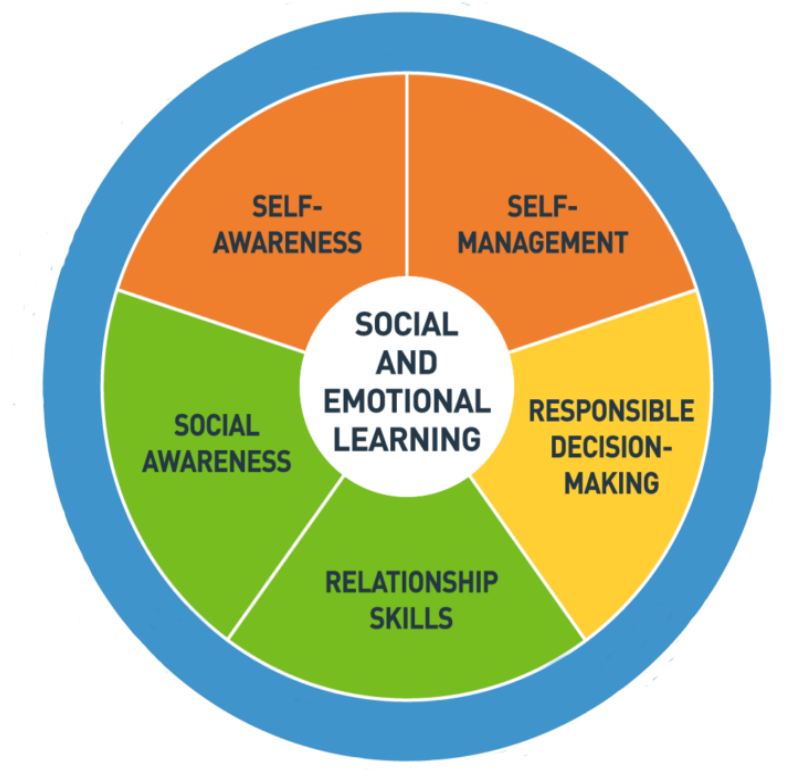 SELF-
AWARENESS
SELF-
MANAGEMENT
SOCIAL
AND
EMOTIONAL
LEARNING
RESPONSIBLE
DECISION-
MAKING
SOCIAL
AWARENESS
RELATIONSHIP
SKILLS